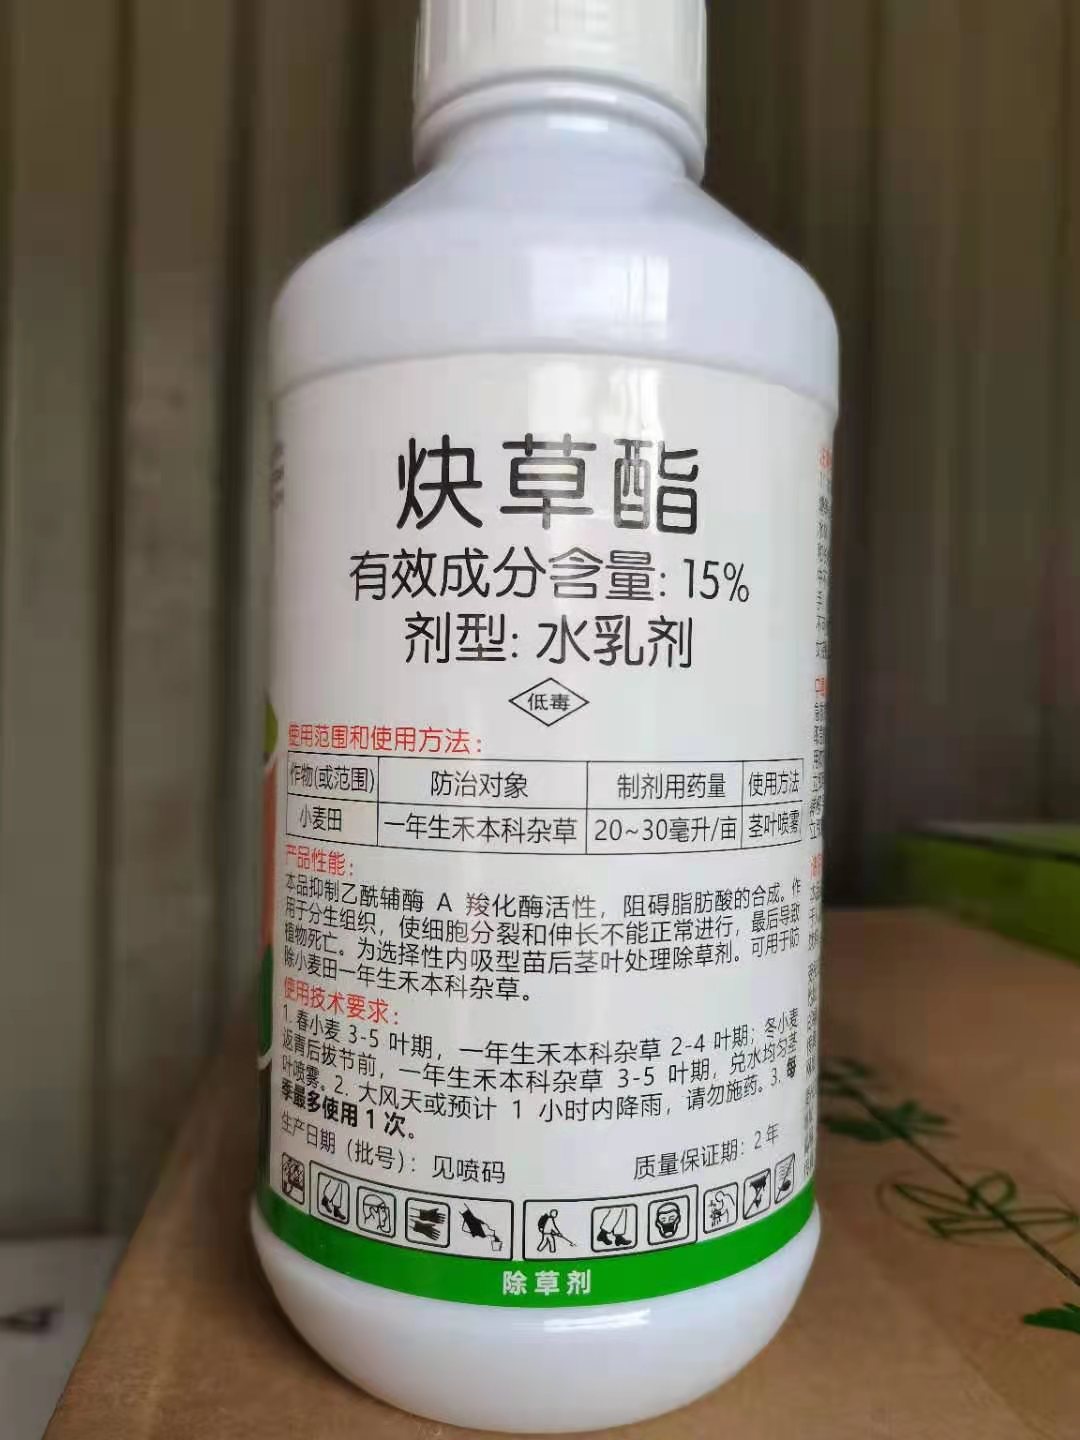 炔草酯
有效成分含量: 15%
剂型: 水乳剂
低毒
使用范围和使用方法:
作物(或范围) 防治对象 制剂用药量 使用方法
小麦田 一年生禾本科杂草 20~30毫升/亩 茎叶喷雾
产品性能:
本品抑制乙酰辅酶 A 羧化酶活性，阻碍脂肪酸的合成。作
用于分生组织，使细胞分裂和伸长不能正常进行，最后导致
植物死亡。为选择性内吸型苗后茎叶处理除草剂。可用于防
除小麦田一年生禾本科杂草。
使用技术要求:
1. 春小麦 3-5 叶期，一年生禾本科杂草 2-4 叶期；冬小麦
返青后拔节前，一年生禾本科杂草 3-5 叶期，兑水均匀茎
叶喷雾。2. 大风天或预计 1 小时内降雨，请勿施药。3. 每
季最多使用 1 次。
生产日期（批号）：见喷码 质量保证期：2 年
除草剂